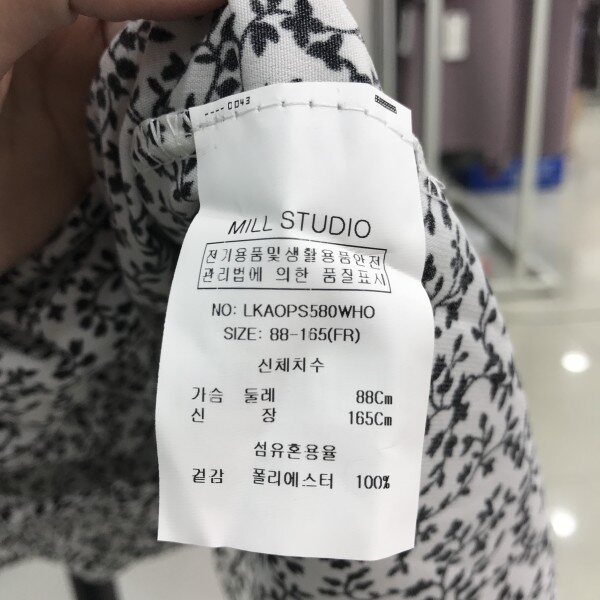 ---- 0043
MILL STUDIO
전기용품및생활용품안전
관리법에 의한 품질표시
NO: LKAOPS580WHO
SIZE: 88-165(FR)
신체치수
가슴 둘레 88Cm
신 장 165Cm
섬유혼용율
겉감 폴리에스터 100%